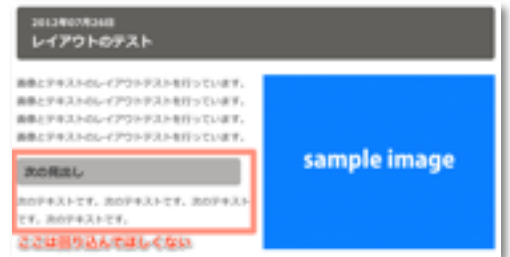 2012年07月26日
レイアウトのテスト
画像とテキストのレイアウトテストを行っています。
画像とテキストのレイアウトテストを行っています。
画像とテキストのレイアウトテストを行っています。
画像とテキストのレイアウトテストを行っています。
次の見出し
次のテキストです。次のテキストです。次のテキスト
です。次のテキストです。
ここは回り込んでほしくない
sample image